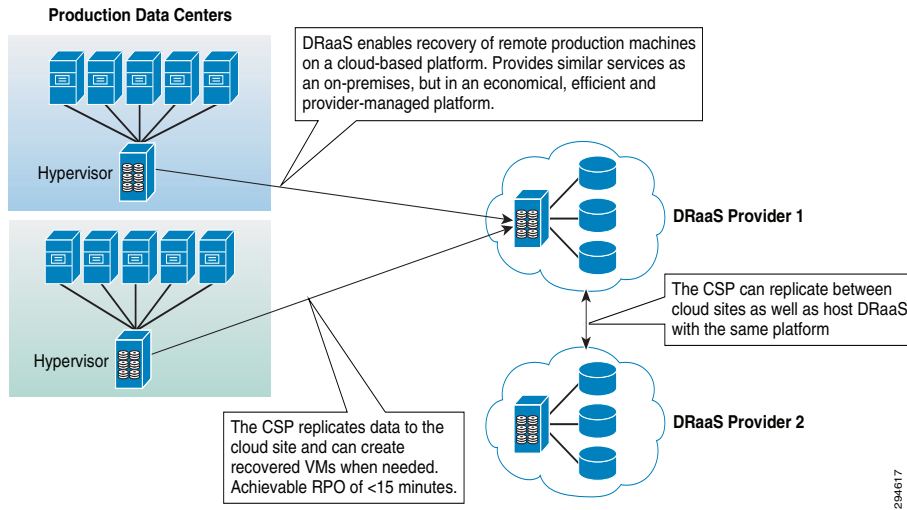 Production Data Centers
DRaaS enables recovery of remote production machines
on a cloud-based platform. Provides similar services as
an on-premises, but in an economical, efficient and
provider-managed platform.
Hypervisor
DRaaS Provider 1
The CSP can replicate between
cloud sites as well as host DRaaS
with the same platform
Hypervisor
The CSP replicates data to the
cloud site and can create
recovered VMs when needed.
Achievable RPO of <15 minutes.
DRaaS Provider 2
294617